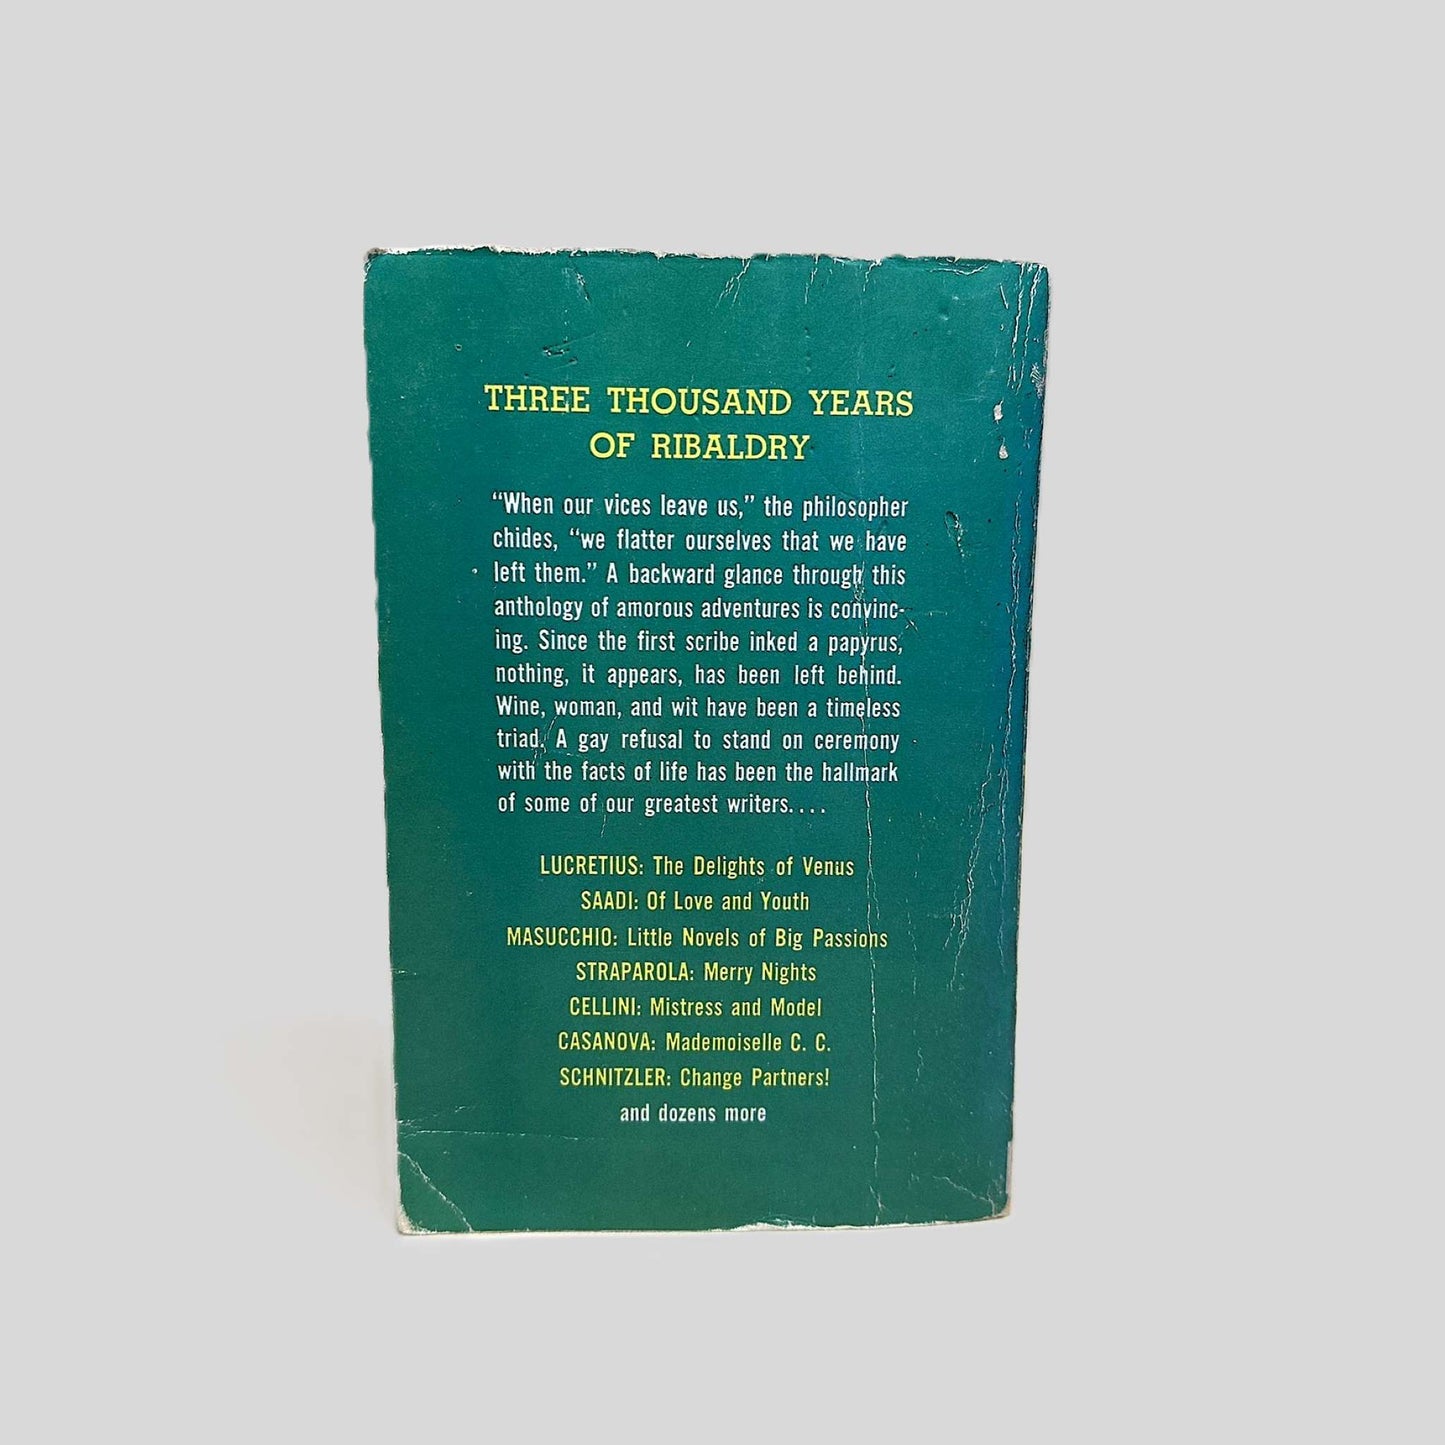 THREE THOUSAND YEARS
OF RIBALDRY
“When our vices leave us,” the philosopher
chides, “we flatter ourselves that we have
left them.” A backward glance through this
anthology of amorous adventures is convinc-
ing. Since the first scribe inked a papyrus,
nothing, it appears, has been left behind.
Wine, woman, and wit have been a timeless
triad. A gay refusal to stand on ceremony
with the facts of life has been the hallmark
of some of our greatest writers....
LUCRETIUS: The Delights of Venus
SAADI: Of Love and Youth
MASUCCHIO: Little Novels of Big Passions
STRAPAROLA: Merry Nights
CELLINI: Mistress and Model
CASANOVA: Mademoiselle C. C.
SCHNITZLER: Change Partners!
and dozens more